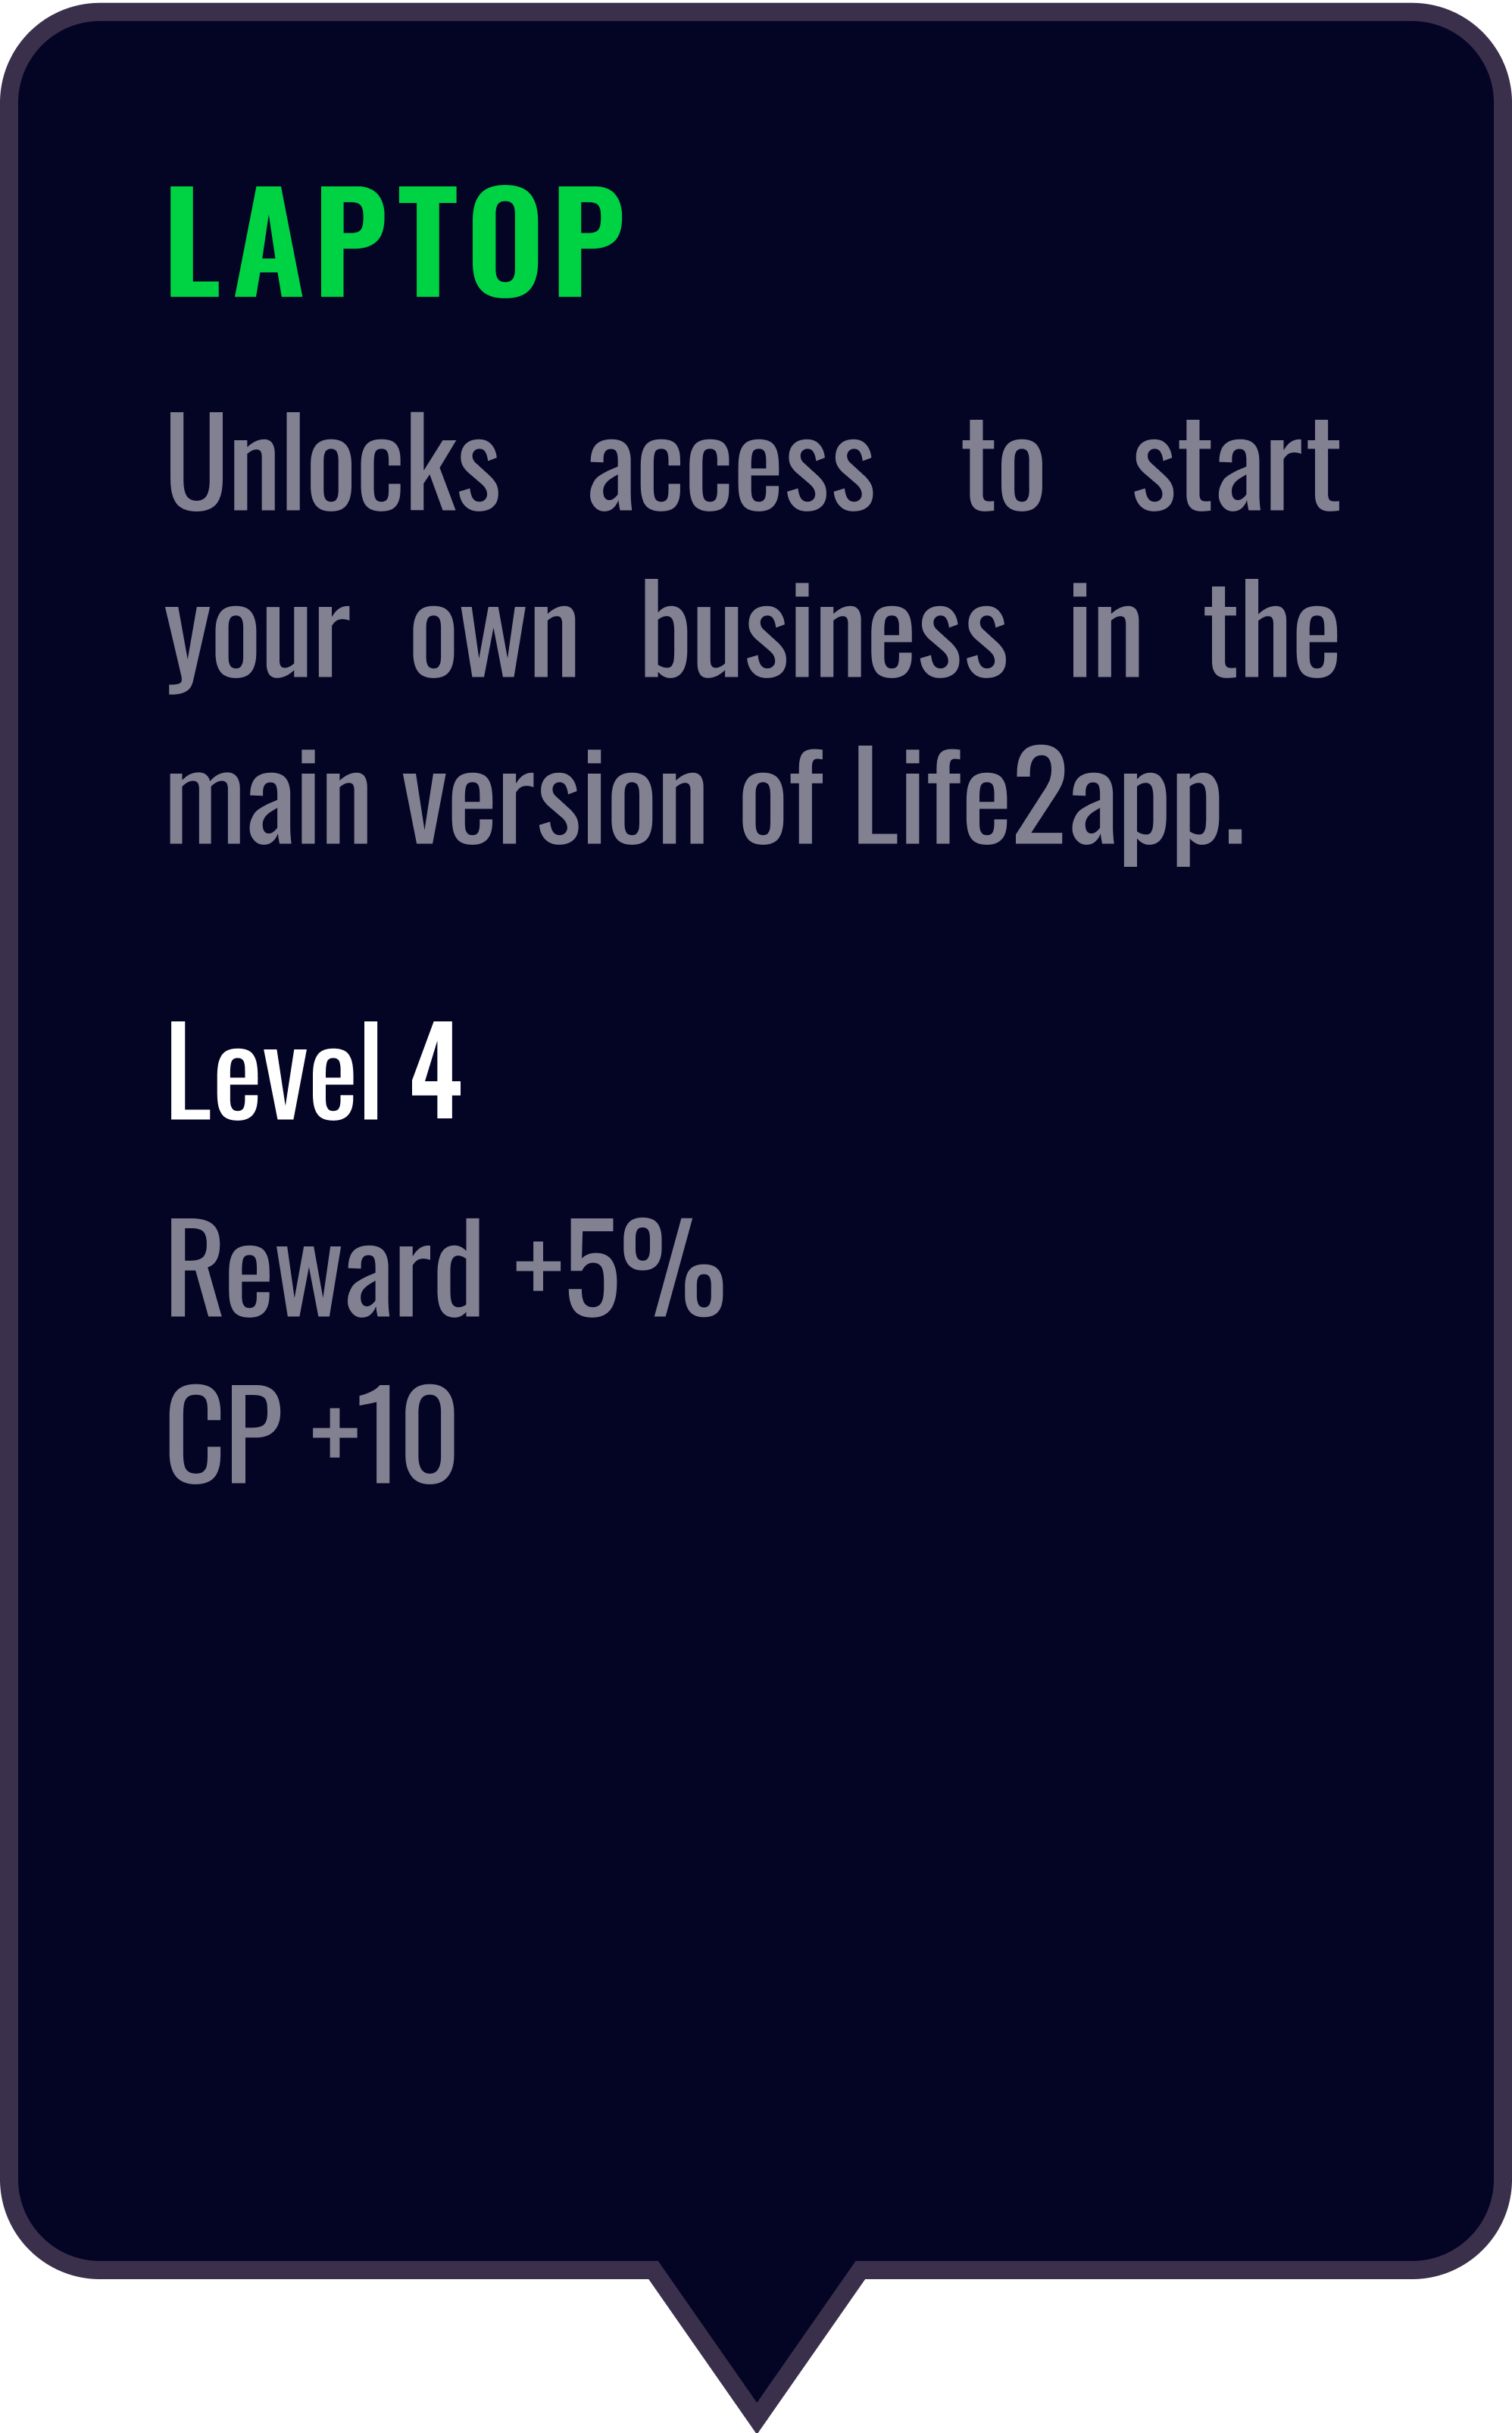 LAPTOP
Unlocks access to start
your own business in the
main version of Life2app.
Level 4
Reward +5%
CP +10